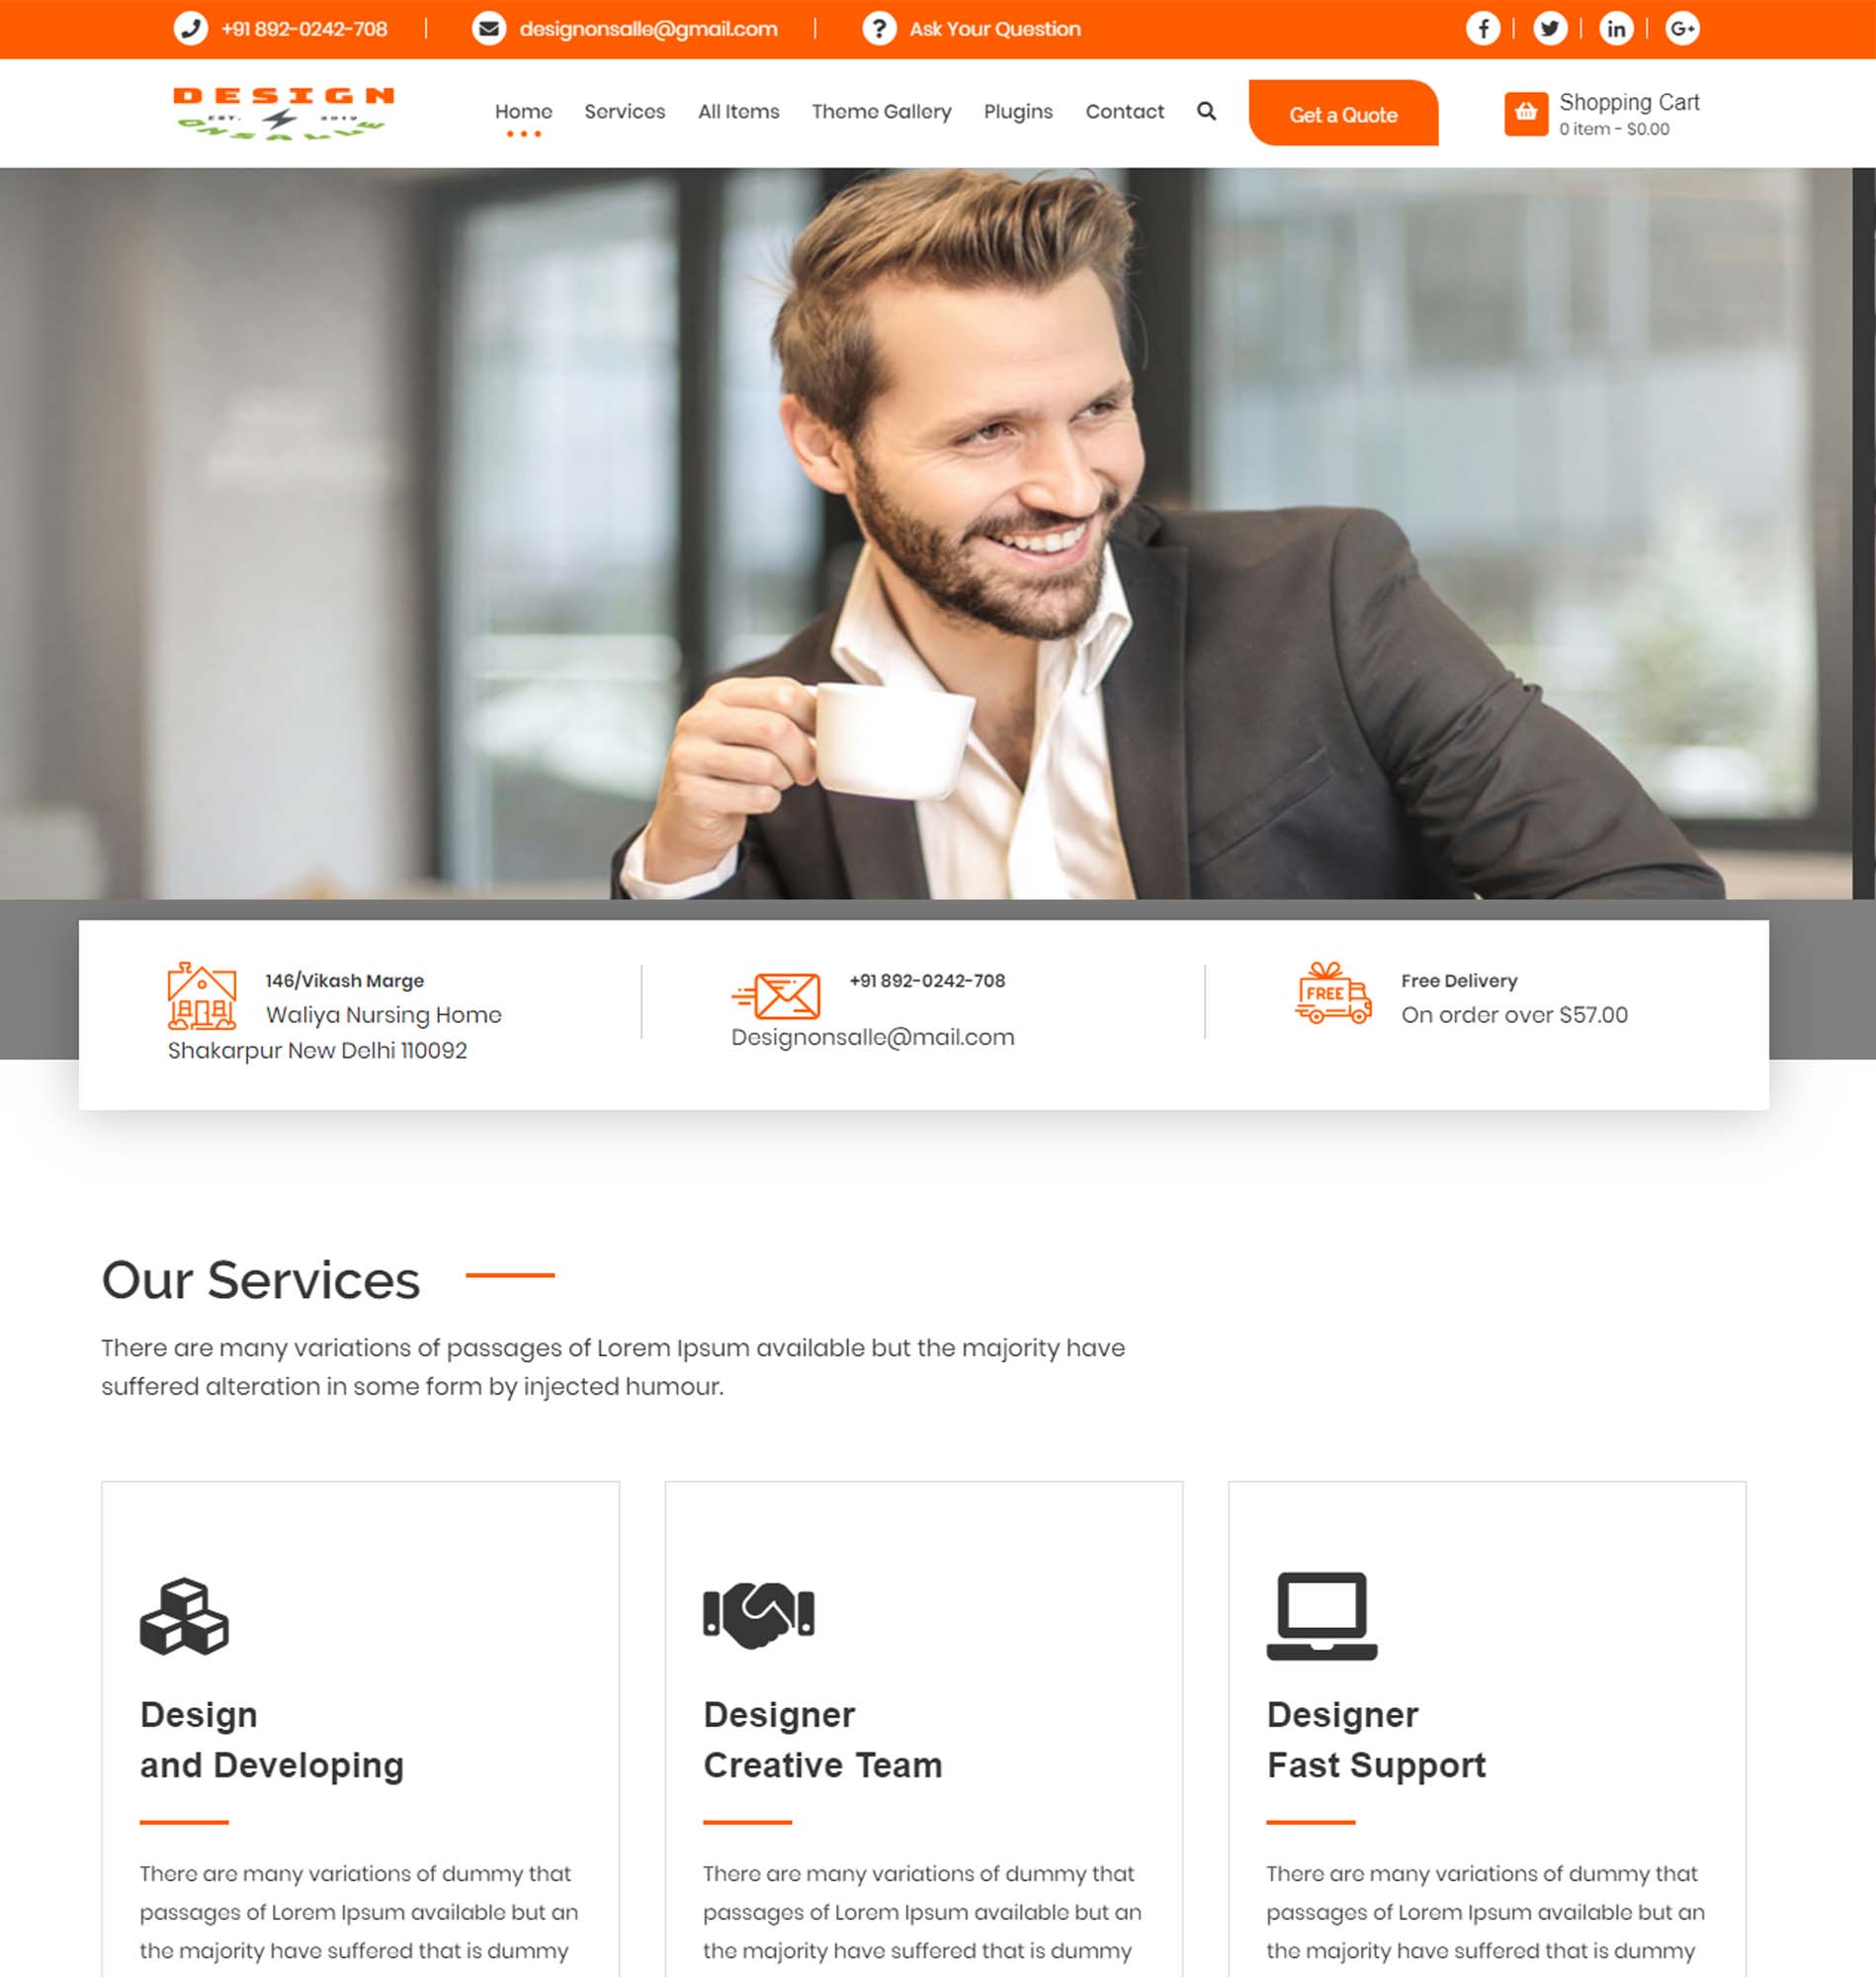 +91 892-0242-708
designonsalle@gmail.com
Ask Your Question
DESIGN
EST. 2019
ONSALLE
Home
Services
All Items
Theme Gallery
Plugins
Contact
Get a Quote
Shopping Cart
0 item - $0.00
146/Vikash Marge
Waliya Nursing Home
Shakarpur New Delhi 110092
+91 892-0242-708
Designonsalle@mail.com
FREE
Free Delivery
On order over $57.00
Our Services
There are many variations of passages of Lorem Ipsum available but the majority have
suffered alteration in some form by injected humour.
Design
and Developing
There are many variations of dummy that
passages of Lorem Ipsum available but an
the majority have suffered that is dummy
Designer
Creative Team
There are many variations of dummy that
passages of Lorem Ipsum available but an
the majority have suffered that is dummy
Designer
Fast Support
There are many variations of dummy that
passages of Lorem Ipsum available but an
the majority have suffered that is dummy